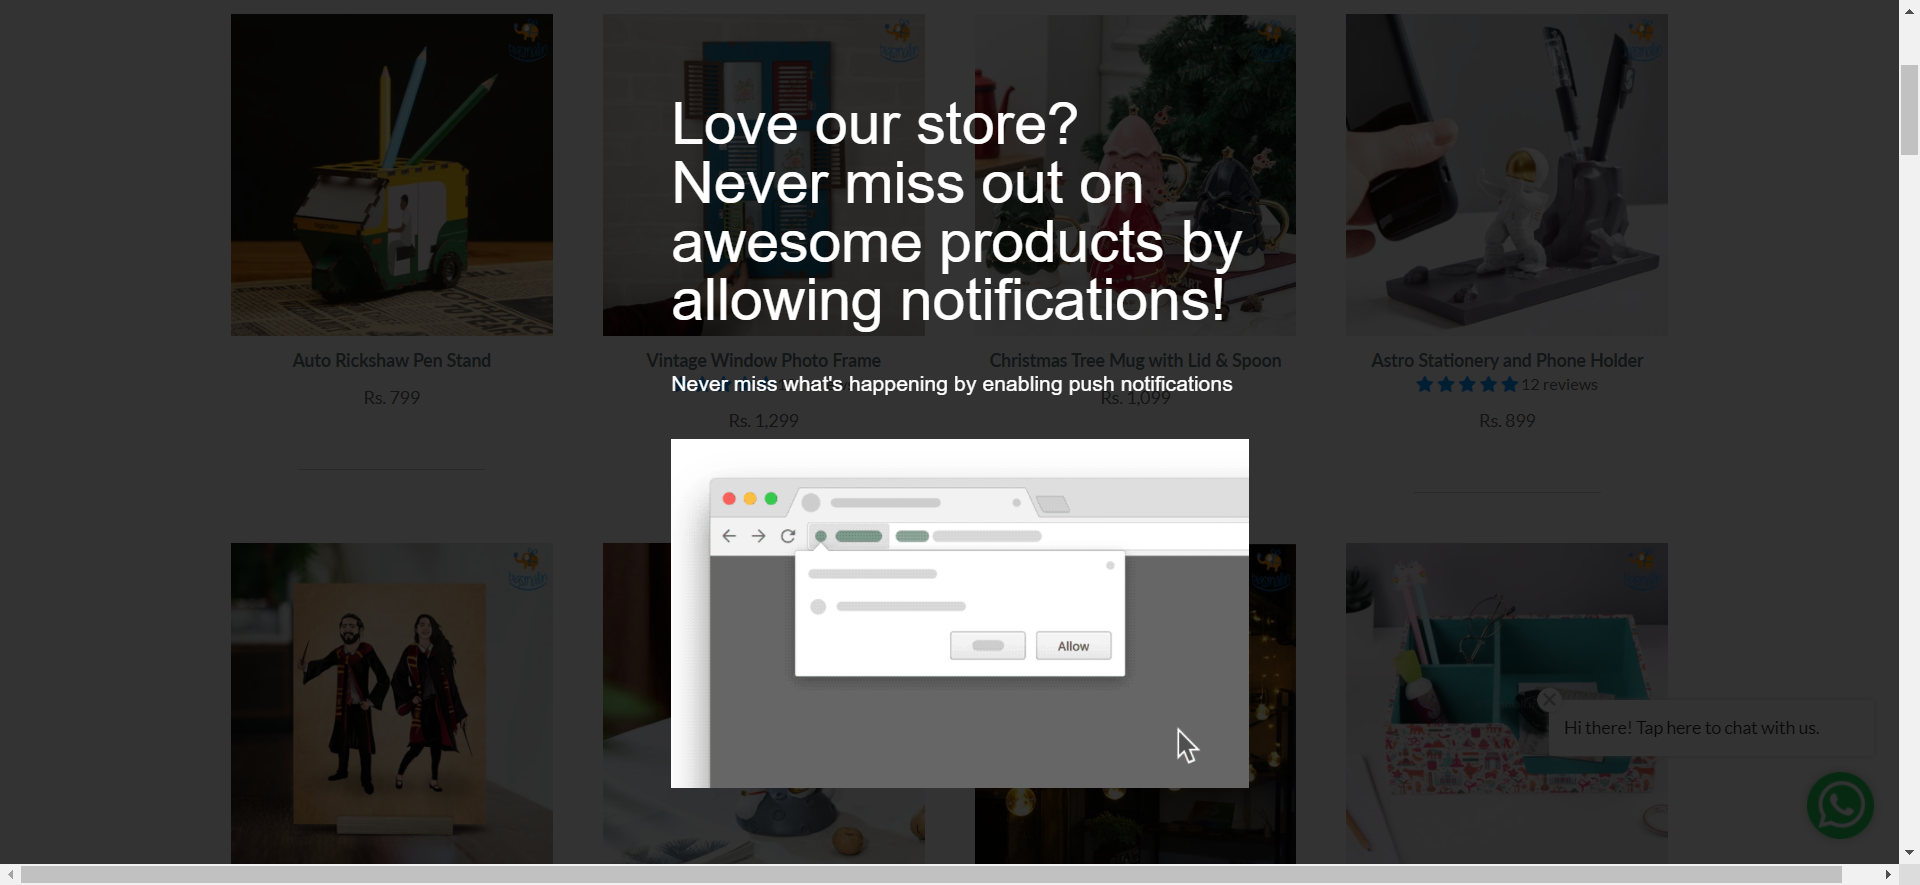 Love our store?
Never miss out on
awesome products by
allowing notifications!
Never miss what's happening by enabling push notifications
Allow
Auto Rickshaw Pen Stand
Rs. 799
Vintage Window Photo Frame
Rs. 1,299
Christmas Tree Mug with Lid & Spoon
Rs. 1,099
Astro Stationery and Phone Holder
12 reviews
Rs. 899
Hi there! Tap here to chat with us.